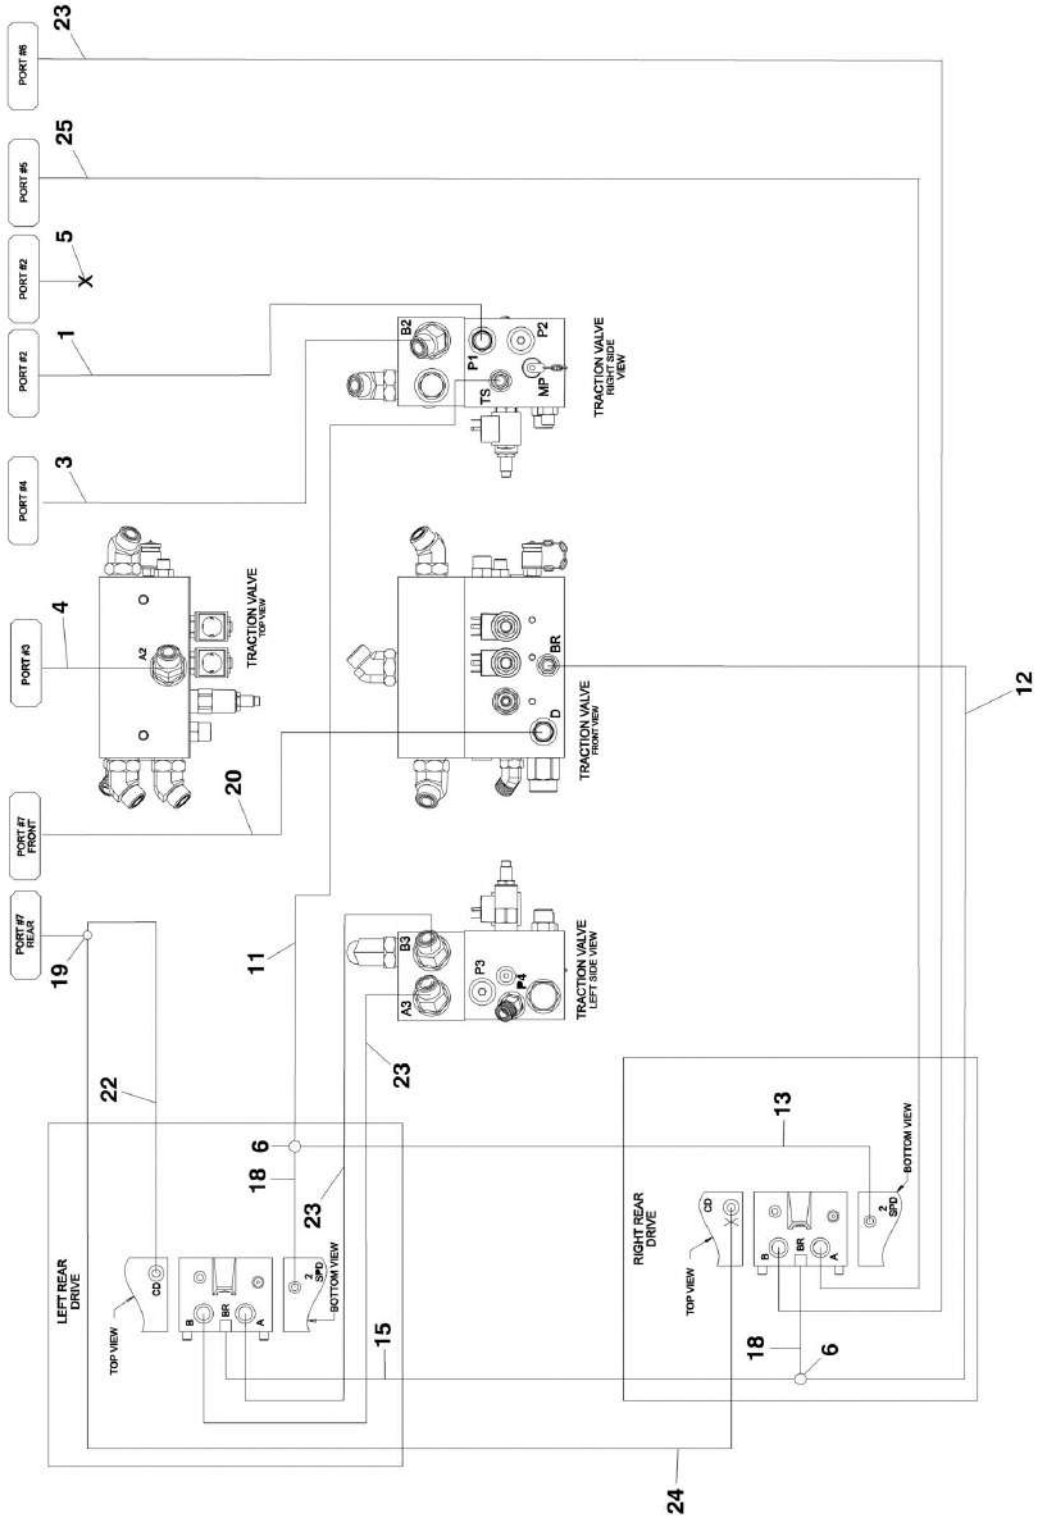 PORT #7
REAR
PORT #7
FRONT
PORT #3
PORT #4
PORT #2
PORT #2
PORT #5
PORT #6
19
20
4
3
1
5
25
23
22
11
A2
TRACTION VALVE
TOP VIEW
LEFT REAR
DRIVE
TOP VIEW
CD
B
BR
A
2
SPD
BOTTOM VIEW
18
6
23
23
15
A3
B3
P3
P4
TRACTION VALVE
LEFT SIDE VIEW
D
BR
TRACTION VALVE
FRONT VIEW
B2
P1
P2
TS
MP
TRACTION VALVE
RIGHT SIDE
VIEW
24
RIGHT REAR
DRIVE
TOP VIEW
CD
B
BR
A
2
SPD
BOTTOM VIEW
13
18
6
12